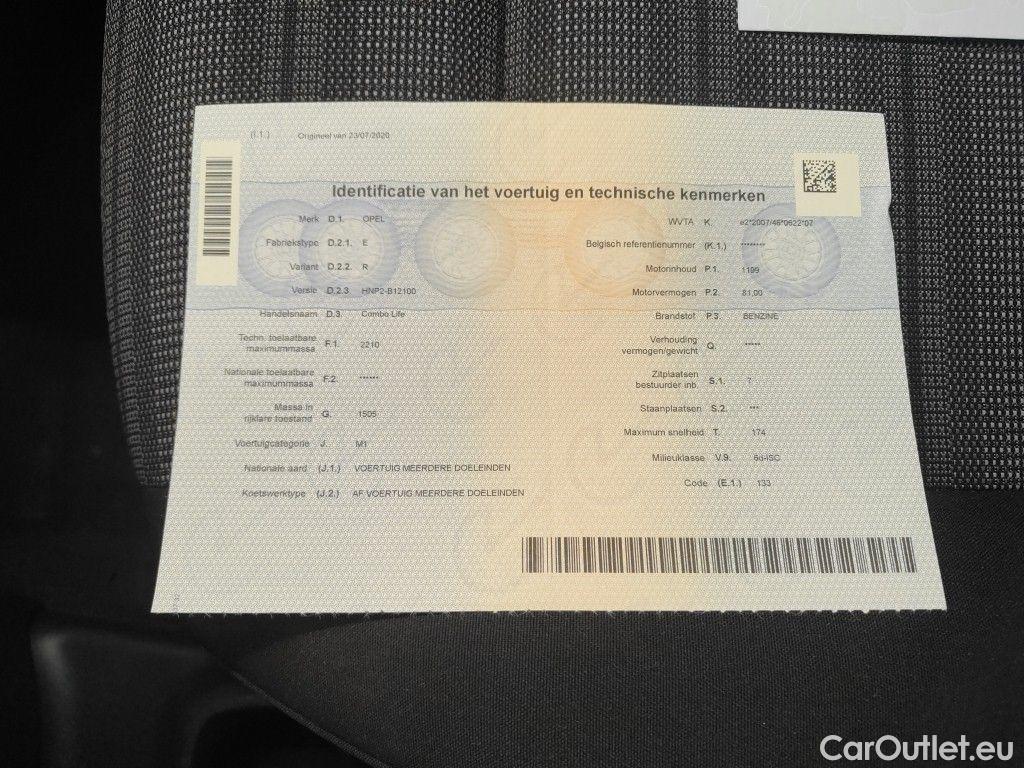 (I.1.) Origineel van 23/07/2020
Identificatie van het voertuig en technische kenmerken
Merk D.1. OPEL
Fabriekstype D.2.1. E
Variant D.2.2. R
Versie D.2.3 HNP2-B12100
Handelsnaam D.3. Combo Life
Techn. toelaatbare
maximummassa F.1. 2210
Nationale toelaatbare
maximummassa F.2. ******
Massa in
rijklare toestand G. 1505
Voertuigcategorie J. M1
Nationale aard (J.1.) VOERTUIG MEERDERE DOELEINDEN
Koetswerktype (J.2.) AF VOERTUIG MEERDERE DOELEINDEN
WVTA K. e2*2007/46*0622*07
Belgisch referentienummer (K.1.) ********
Motorinhoud P.1. 1199
Motorvermogen P.2. 81,00
Brandstof P.3. BENZINE
Verhouding
vermogen/gewicht Q. *****
Zitplaatsen
bestuurder inb. S.1. 7
Staanplaatsen S.2. ***
Maximum snelheid T. 174
Milieuklasse V.9. 6d-ISC
Code (E.1.) 133
CarOutlet.eu